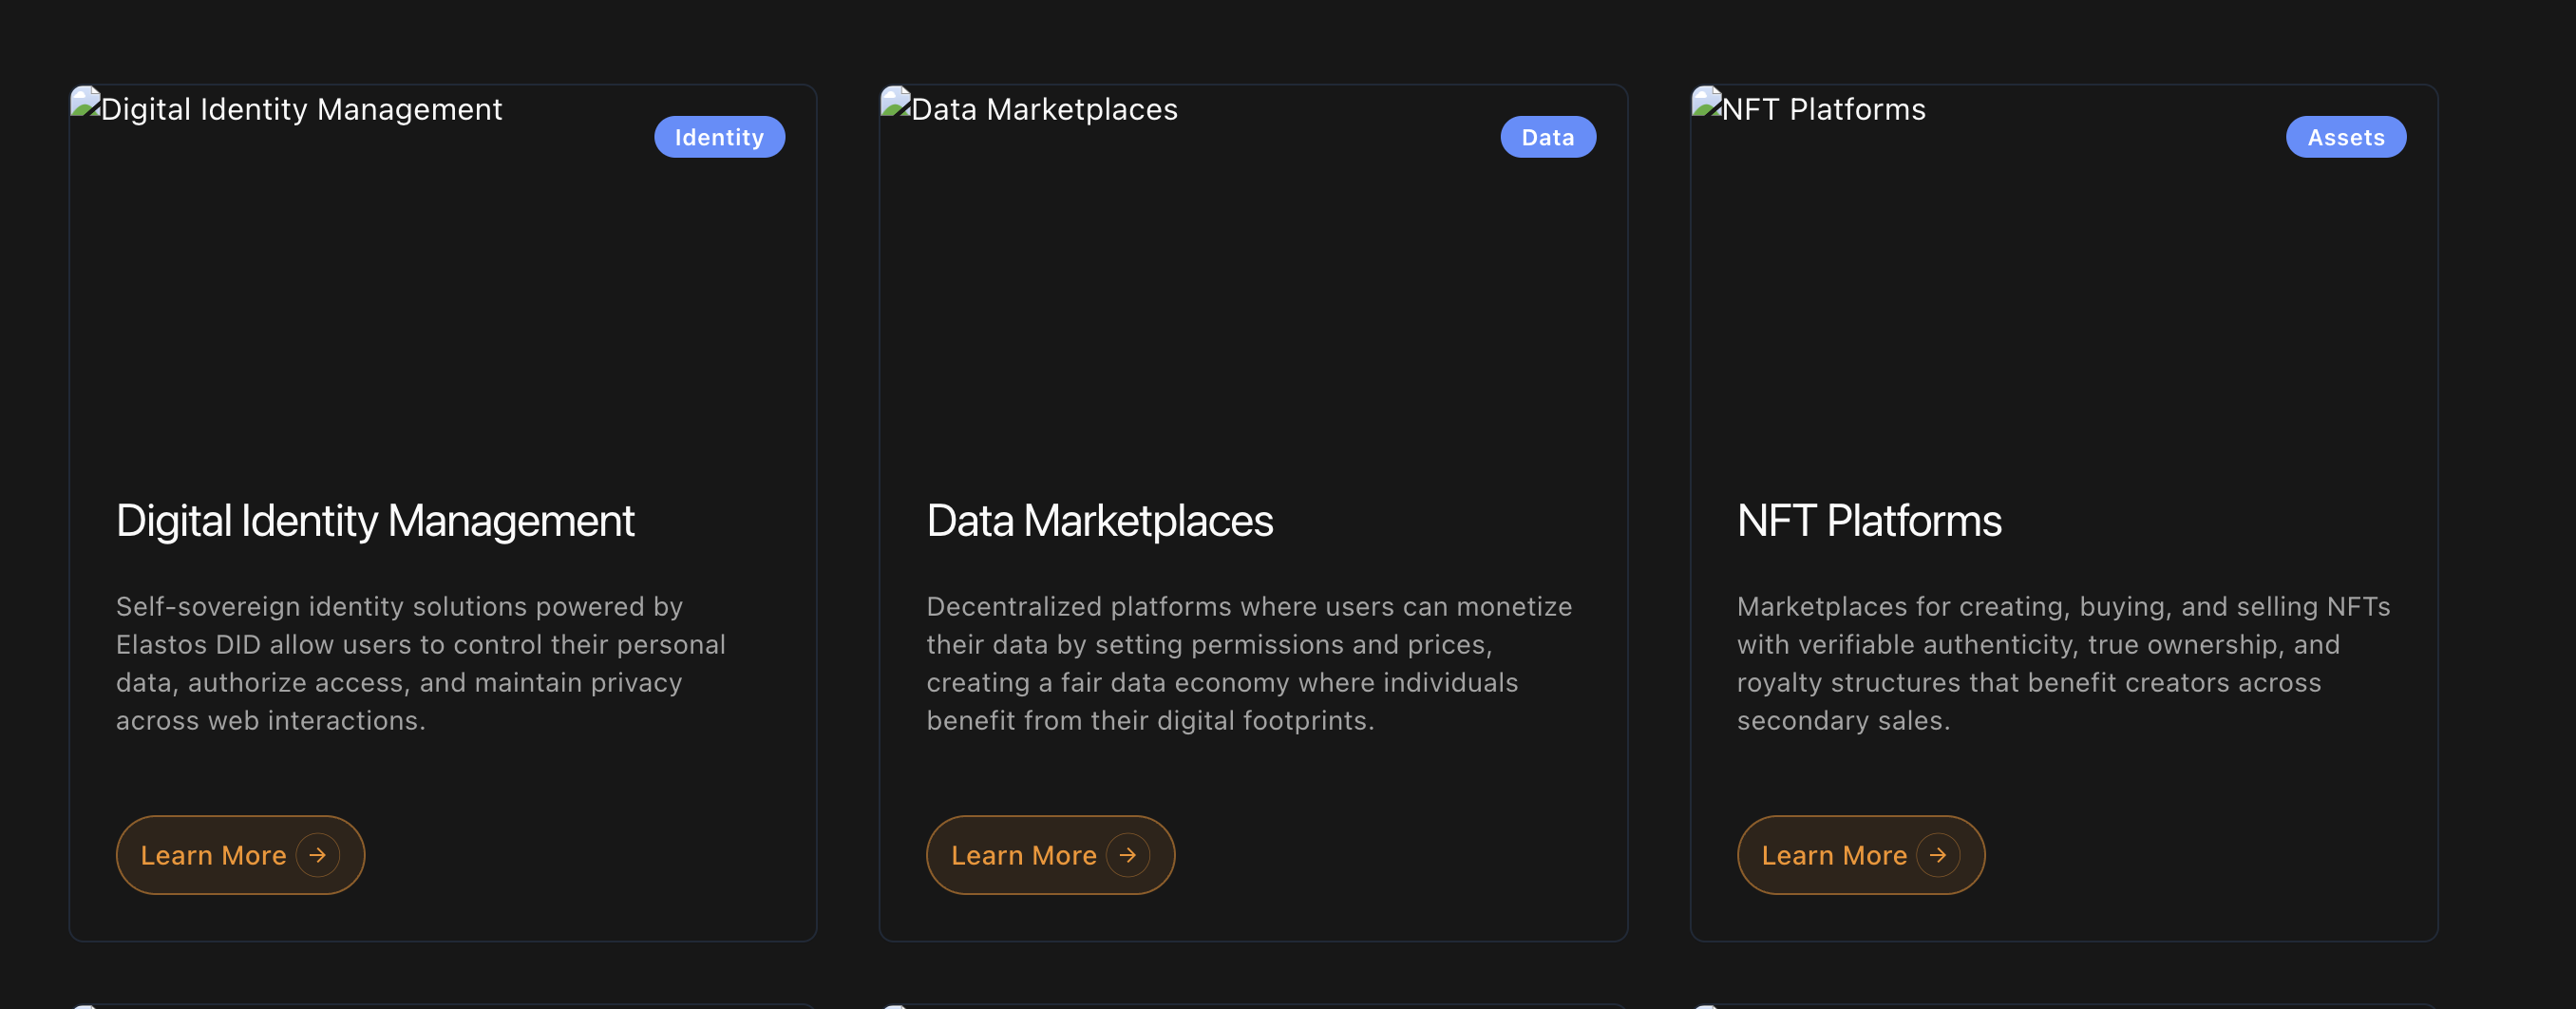 Digital Identity Management
Identity
Digital Identity Management
Self-sovereign identity solutions powered by
Elastos DID allow users to control their personal
data, authorize access, and maintain privacy
across web interactions.
Learn More
Data Marketplaces
Data
Data Marketplaces
Decentralized platforms where users can monetize
their data by setting permissions and prices,
creating a fair data economy where individuals
benefit from their digital footprints.
Learn More
NFT Platforms
Assets
NFT Platforms
Marketplaces for creating, buying, and selling NFTs
with verifiable authenticity, true ownership, and
royalty structures that benefit creators across
secondary sales.
Learn More